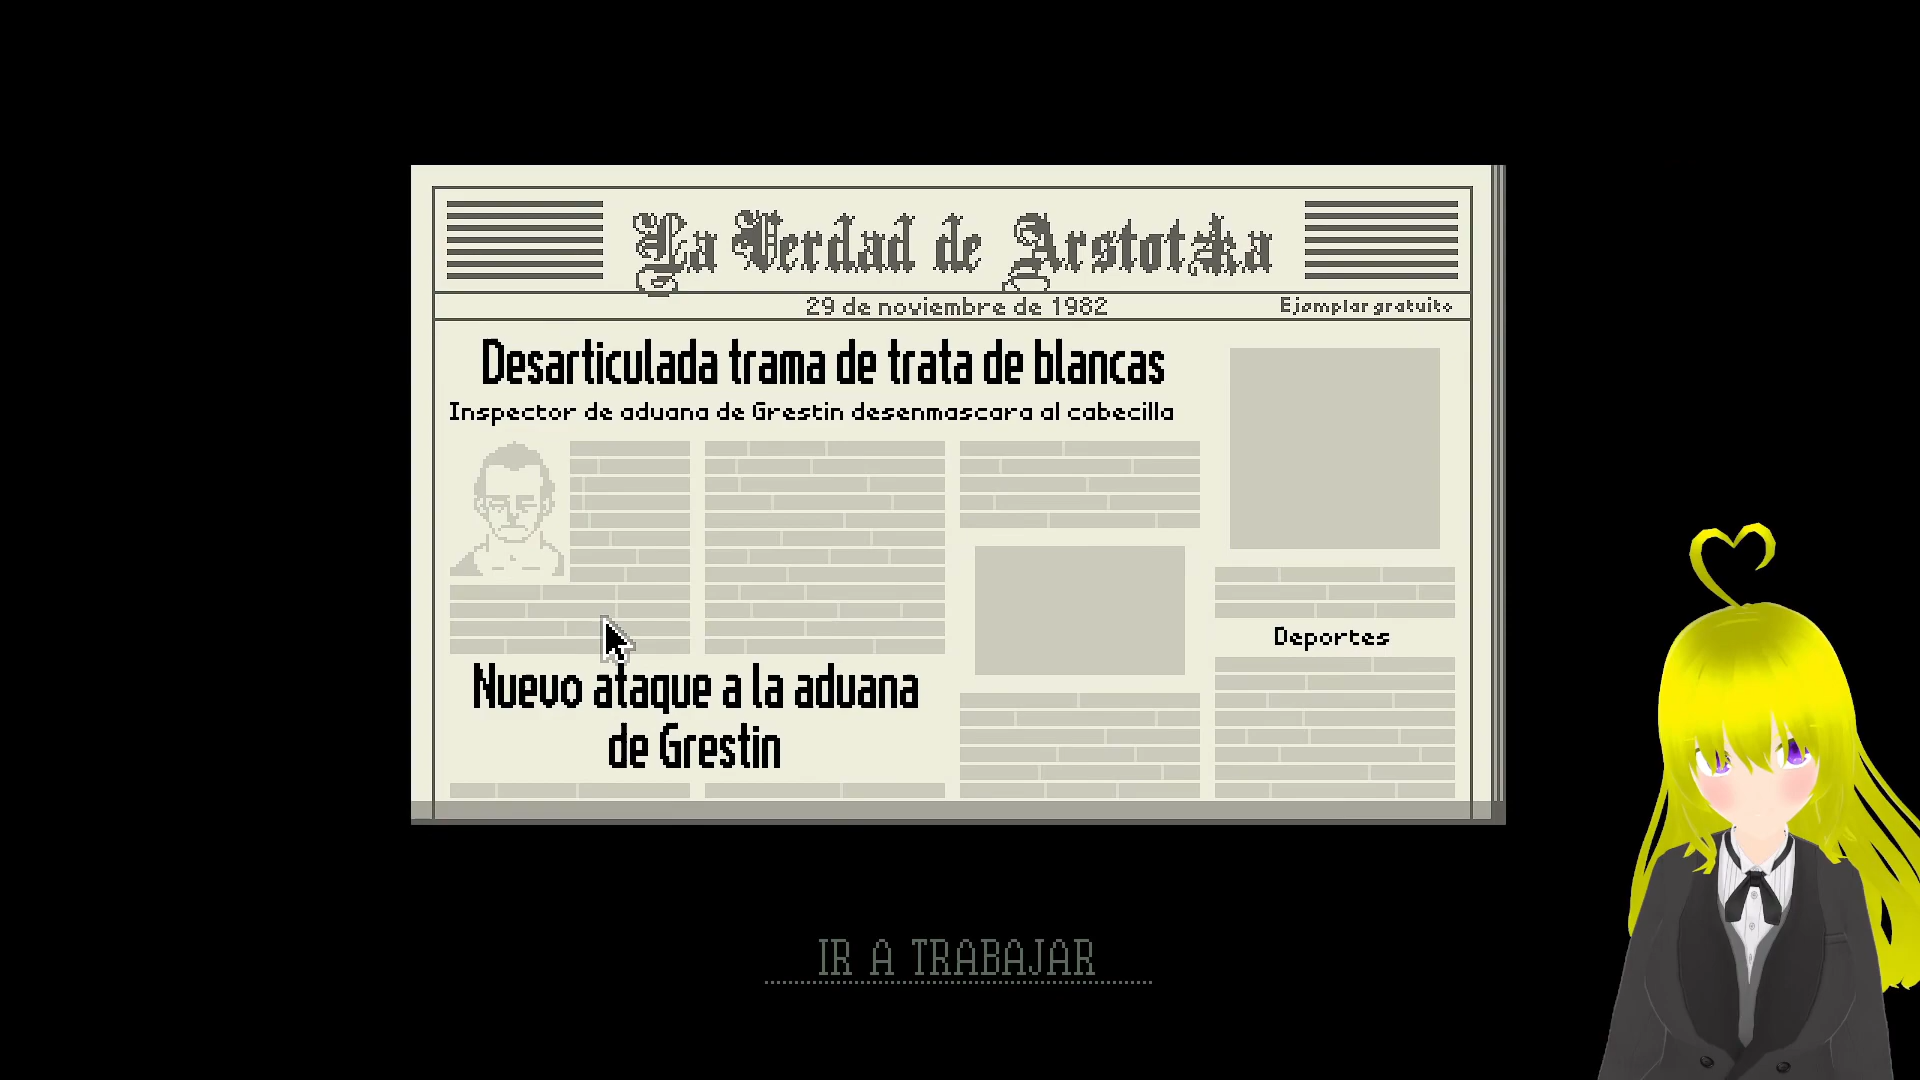 La Verdad de Arstotzka
29 de noviembre de 1982
Ejemplar gratuito
Desarticulada trama de trata de blancas
Inspector de aduana de Grestin desenmascara al cabecilla
Deportes
Nuevo ataque a la aduana
de Grestin
IR A TRABAJAR